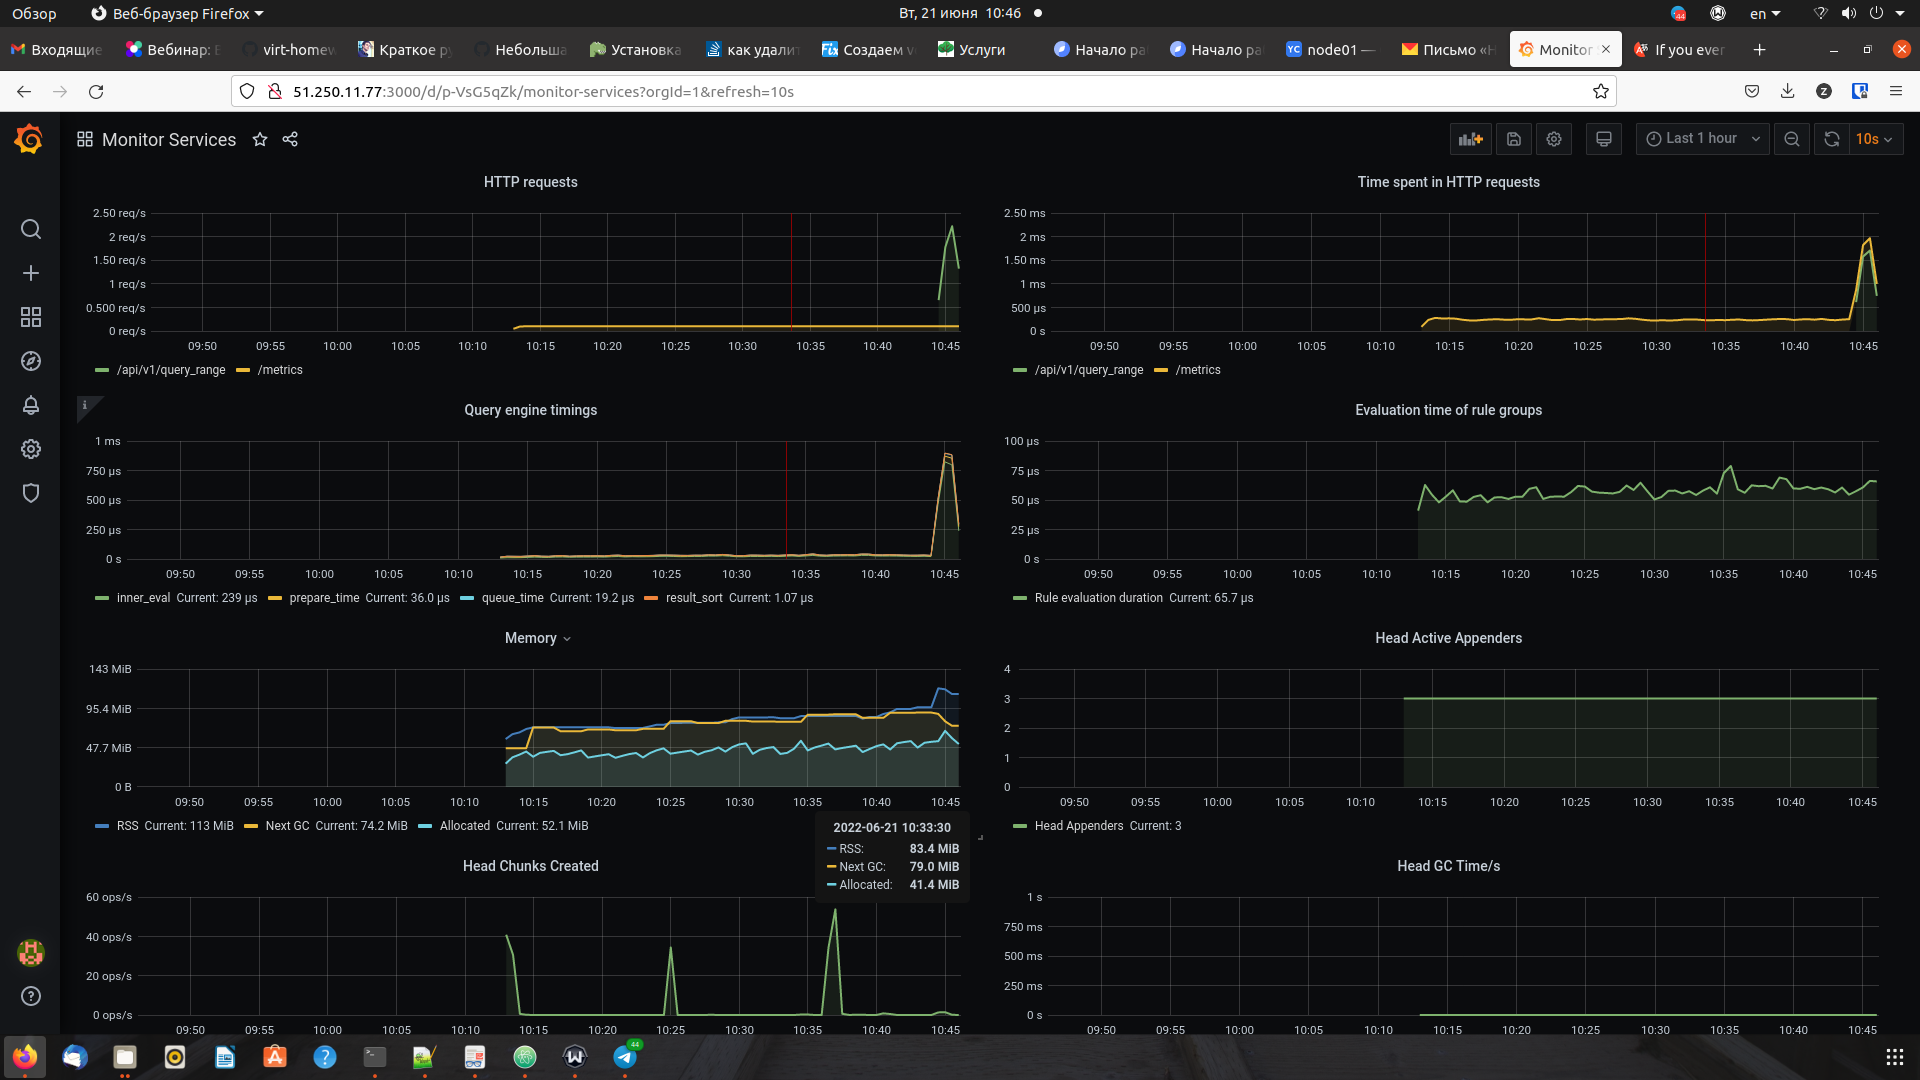 Обзор
Веб-браузер Firefox
Вт, 21 июня 10:46
44
en
Входящие
Вебинар: В
virt-homew
Краткое ру
Небольша
Установка
как удалит
Создаем v
Услуги
Начало ра
Начало ра
node01 —
Письмо «Н
Monitor
If you ever
51.250.11.77:3000/d/p-VsG5qZk/monitor-services?orgId=1&refresh=10s
Monitor Services
Last 1 hour
10s
HTTP requests
2.50 req/s
2 req/s
1.50 req/s
1 req/s
0.500 req/s
0 req/s
09:50 09:55 10:00 10:05 10:10 10:15 10:20 10:25 10:30 10:35 10:40 10:45
/api/v1/query_range /metrics
Time spent in HTTP requests
2.50 ms
2 ms
1.50 ms
1 ms
500 µs
0 s
09:50 09:55 10:00 10:05 10:10 10:15 10:20 10:25 10:30 10:35 10:40 10:45
/api/v1/query_range /metrics
Query engine timings
1 ms
750 µs
500 µs
250 µs
0 s
09:50 09:55 10:00 10:05 10:10 10:15 10:20 10:25 10:30 10:35 10:40 10:45
inner_eval Current: 239 µs prepare_time Current: 36.0 µs queue_time Current: 19.2 µs result_sort Current: 1.07 µs
Evaluation time of rule groups
100 µs
75 µs
50 µs
25 µs
0 s
09:50 09:55 10:00 10:05 10:10 10:15 10:20 10:25 10:30 10:35 10:40 10:45
Rule evaluation duration Current: 65.7 µs
Memory
143 MiB
95.4 MiB
47.7 MiB
0 B
09:50 09:55 10:00 10:05 10:10 10:15 10:20 10:25 10:30 10:35 10:40 10:45
RSS Current: 113 MiB Next GC Current: 74.2 MiB Allocated Current: 52.1 MiB
2022-06-21 10:33:30
RSS: 83.4 MiB
Next GC: 79.0 MiB
Allocated: 41.4 MiB
Head Active Appenders
4
3
2
1
0
09:50 09:55 10:00 10:05 10:10 10:15 10:20 10:25 10:30 10:35 10:40 10:45
Head Appenders Current: 3
Head Chunks Created
60 ops/s
40 ops/s
20 ops/s
0 ops/s
09:50 09:55 10:00 10:05 10:10 10:15 10:20 10:25 10:30 10:35 10:40 10:45
Head GC Time/s
1 s
750 ms
500 ms
250 ms
0 s
09:50 09:55 10:00 10:05 10:10 10:15 10:20 10:25 10:30 10:35 10:40 10:45
44